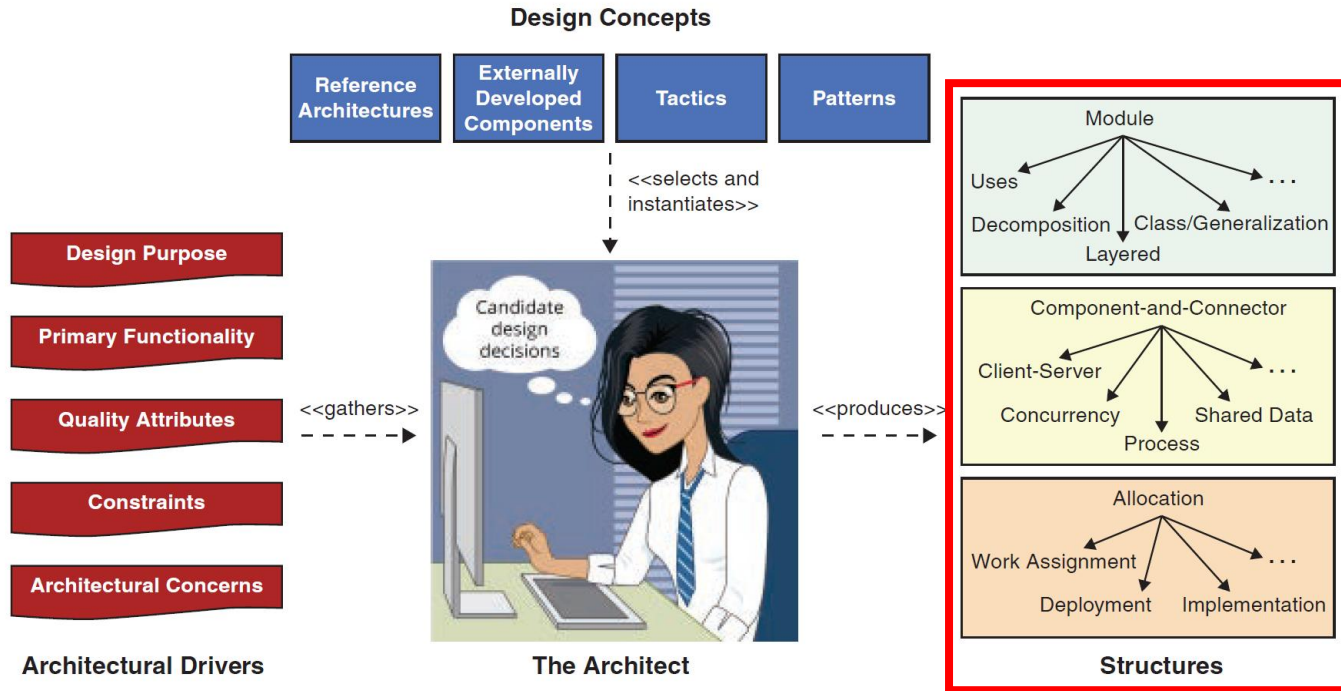 Design Concepts
Reference
Architectures
Externally
Developed
Components
Tactics
Patterns
<<selects and
instantiates>>
Design Purpose
Primary Functionality
Quality Attributes
Constraints
Architectural Concerns
Architectural Drivers
<<gathers>>
Candidate
design
decisions
The Architect
<<produces>>
Module
Uses
...
Decomposition
Class/Generalization
Layered
Component-and-Connector
Client-Server
...
Concurrency
Shared Data
Process
Allocation
Work Assignment
...
Deployment
Implementation
Structures